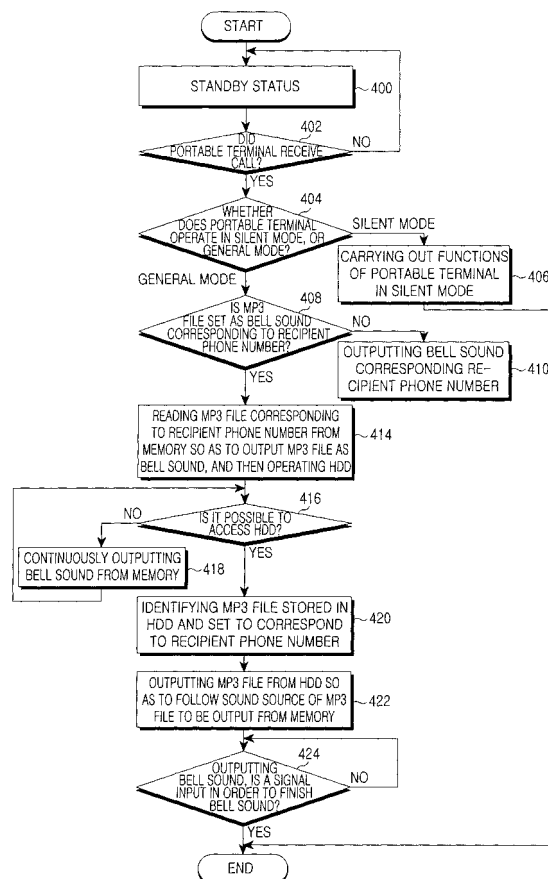 START
STANDBY STATUS
400
402
DID
PORTABLE TERMINAL RECEIVE
CALL?
NO
YES
404
WHETHER
DOES PORTABLE TERMINAL
OPERATE IN SILENT MODE, OR
GENERAL MODE?
SILENT MODE
GENERAL MODE
CARRYING OUT FUNCTIONS
OF PORTABLE TERMINAL
IN SILENT MODE
406
408
IS MP3
FILE SET AS BELL SOUND
CORRESPONDING TO RECIPIENT
PHONE NUMBER?
NO
YES
OUTPUTTING BELL SOUND
CORRESPONDING RE-
CIPIENT PHONE NUMBER
410
READING MP3 FILE CORRESPONDING
TO RECIPIENT PHONE NUMBER FROM
MEMORY SO AS TO OUTPUT MP3 FILE AS
BELL SOUND, AND THEN OPERATING HDD
414
416
IS IT POSSIBLE TO
ACCESS HDD?
NO
YES
CONTINUOUSLY OUTPUTTING
BELL SOUND FROM MEMORY
418
IDENTIFYING MP3 FILE STORED IN
HDD AND SET TO CORRESPOND
TO RECIPIENT PHONE NUMBER
420
OUTPUTTING MP3 FILE FROM HDD SO
AS TO FOLLOW SOUND SOURCE OF MP3
FILE TO BE OUTPUT FROM MEMORY
422
424
OUTPUTTING
BELL SOUND, IS A SIGNAL
INPUT IN ORDER TO FINISH
BELL SOUND?
NO
YES
END